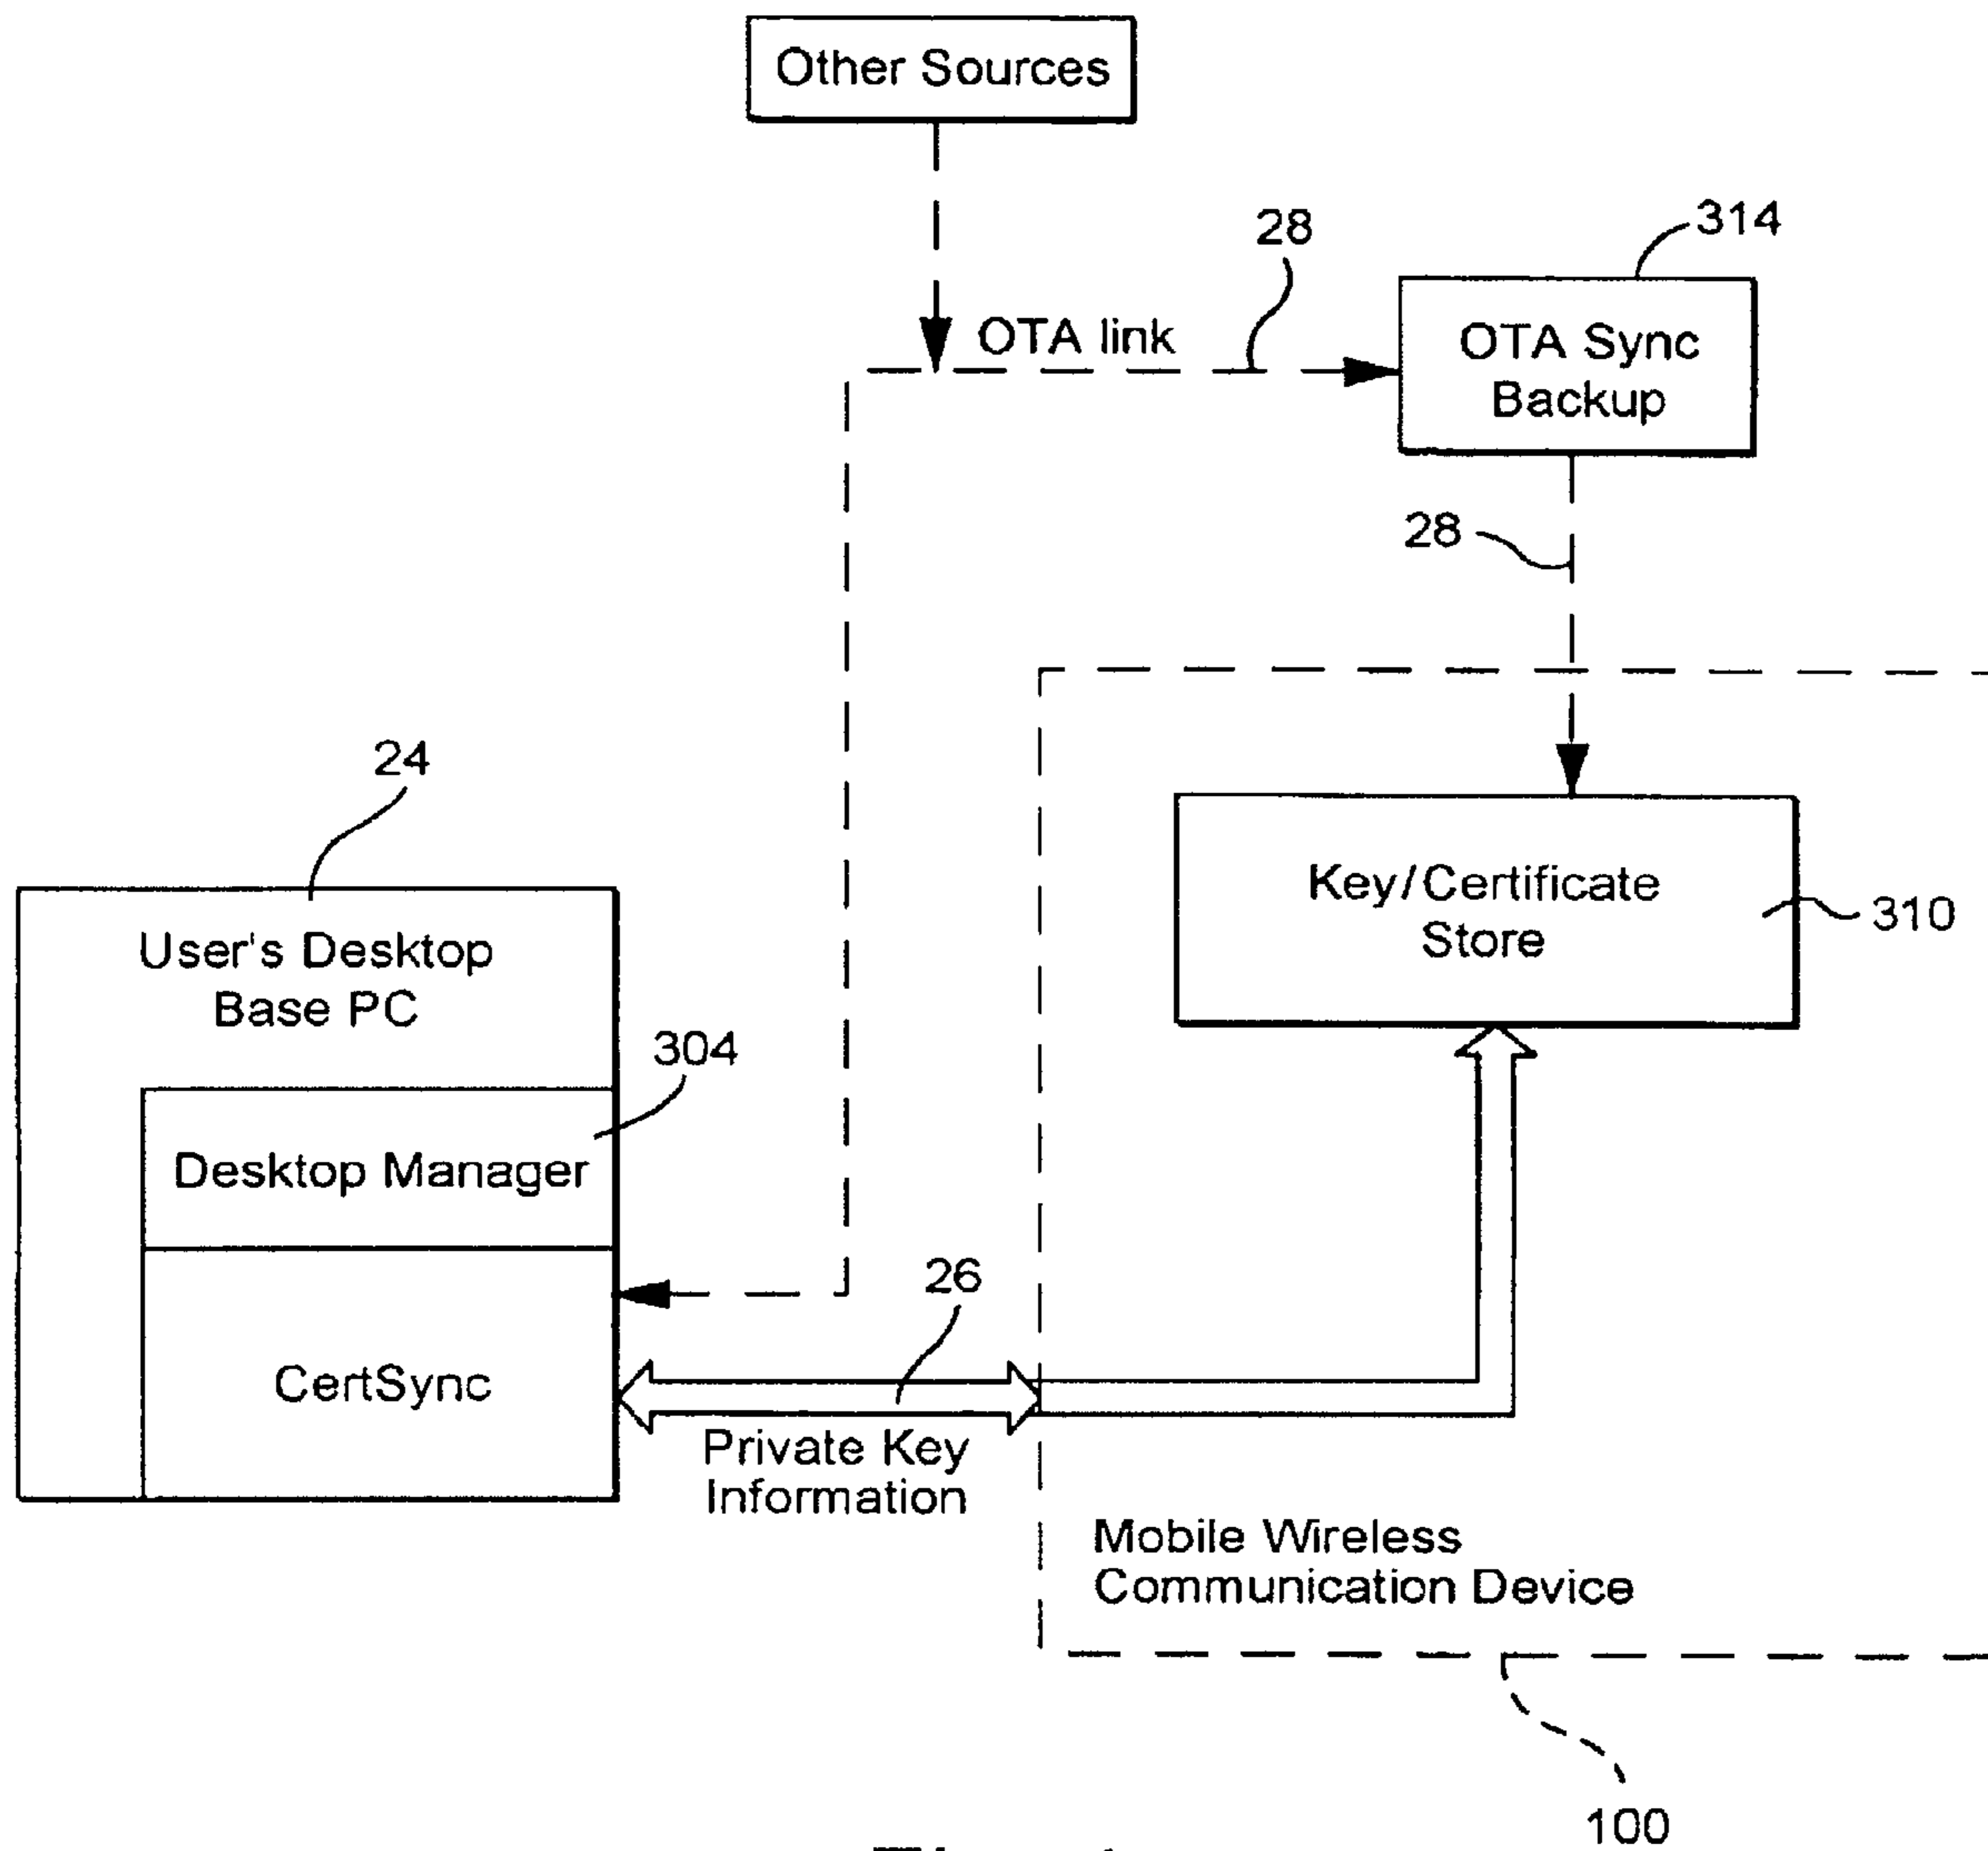 Other Sources
28
314
OTA link
OTA Sync
Backup
28
24
Key/Certificate
Store
310
User's Desktop
Base PC
304
Desktop Manager
26
CertSync
Private Key
Information
Mobile Wireless
Communication Device
100